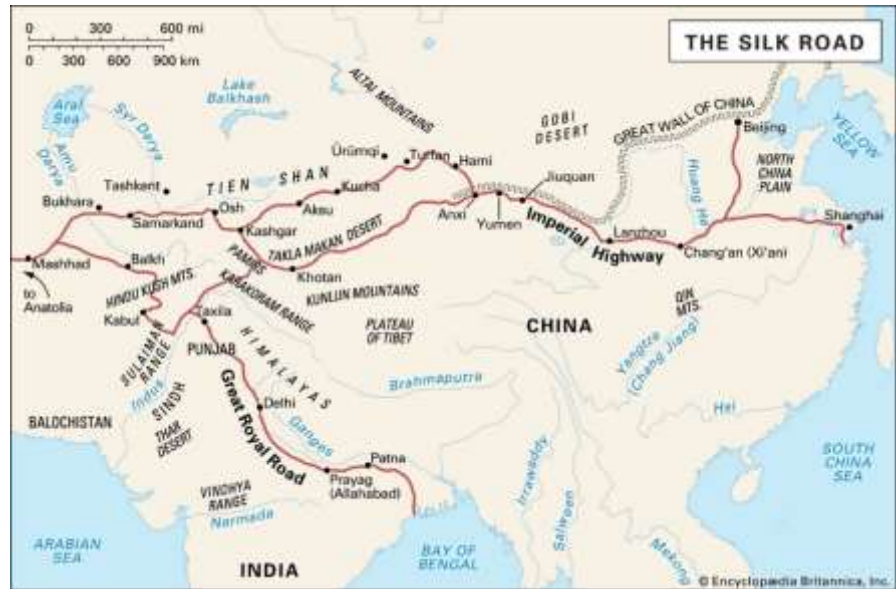 0 300 600 mi
0 300 600 900 km
THE SILK ROAD
Lake
Balkhash
ALTAI MOUNTAINS
GOBI
DESERT
GREAT WALL OF CHINA
Beijing
YELLOW
SEA
Aral
Sea
Syr Darya
Amu
Darya
Ürümqi
Turfan
Hami
NORTH
CHINA
PLAIN
Huang He
Tashkent
TIEN SHAN
Kucha
Aksu
Jiuquan
Bukhara
Samarkand
Osh
Kashgar
Anxi
Yumen
Imperial
Highway
Lanzhou
Shanghai
Chang'an (Xi'an)
TAKLA MAKAN DESERT
Mashhad
Balkh
PAMIRS
Khotan
to
Anatolia
HINDU KUSH MTS.
KARAKORAM RANGE
KUNLUN MOUNTAINS
QIN
MTS.
Kabul
Taxila
PLATEAU
OF TIBET
CHINA
SULAIMAN
RANGE
PUNJAB
HIMALAYAS
Yangtze
(Chang Jiang)
Indus
SINDH
Great Royal Road
Brahmaputra
BALOCHISTAN
THAR
DESERT
Delhi
Ganges
Hsi
Patna
Prayag
(Allahabad)
VINDHYA
RANGE
Narmada
Irrawaddy
Salween
Mekong
SOUTH
CHINA
SEA
ARABIAN
SEA
INDIA
BAY OF
BENGAL
© Encyclopædia Britannica, Inc.